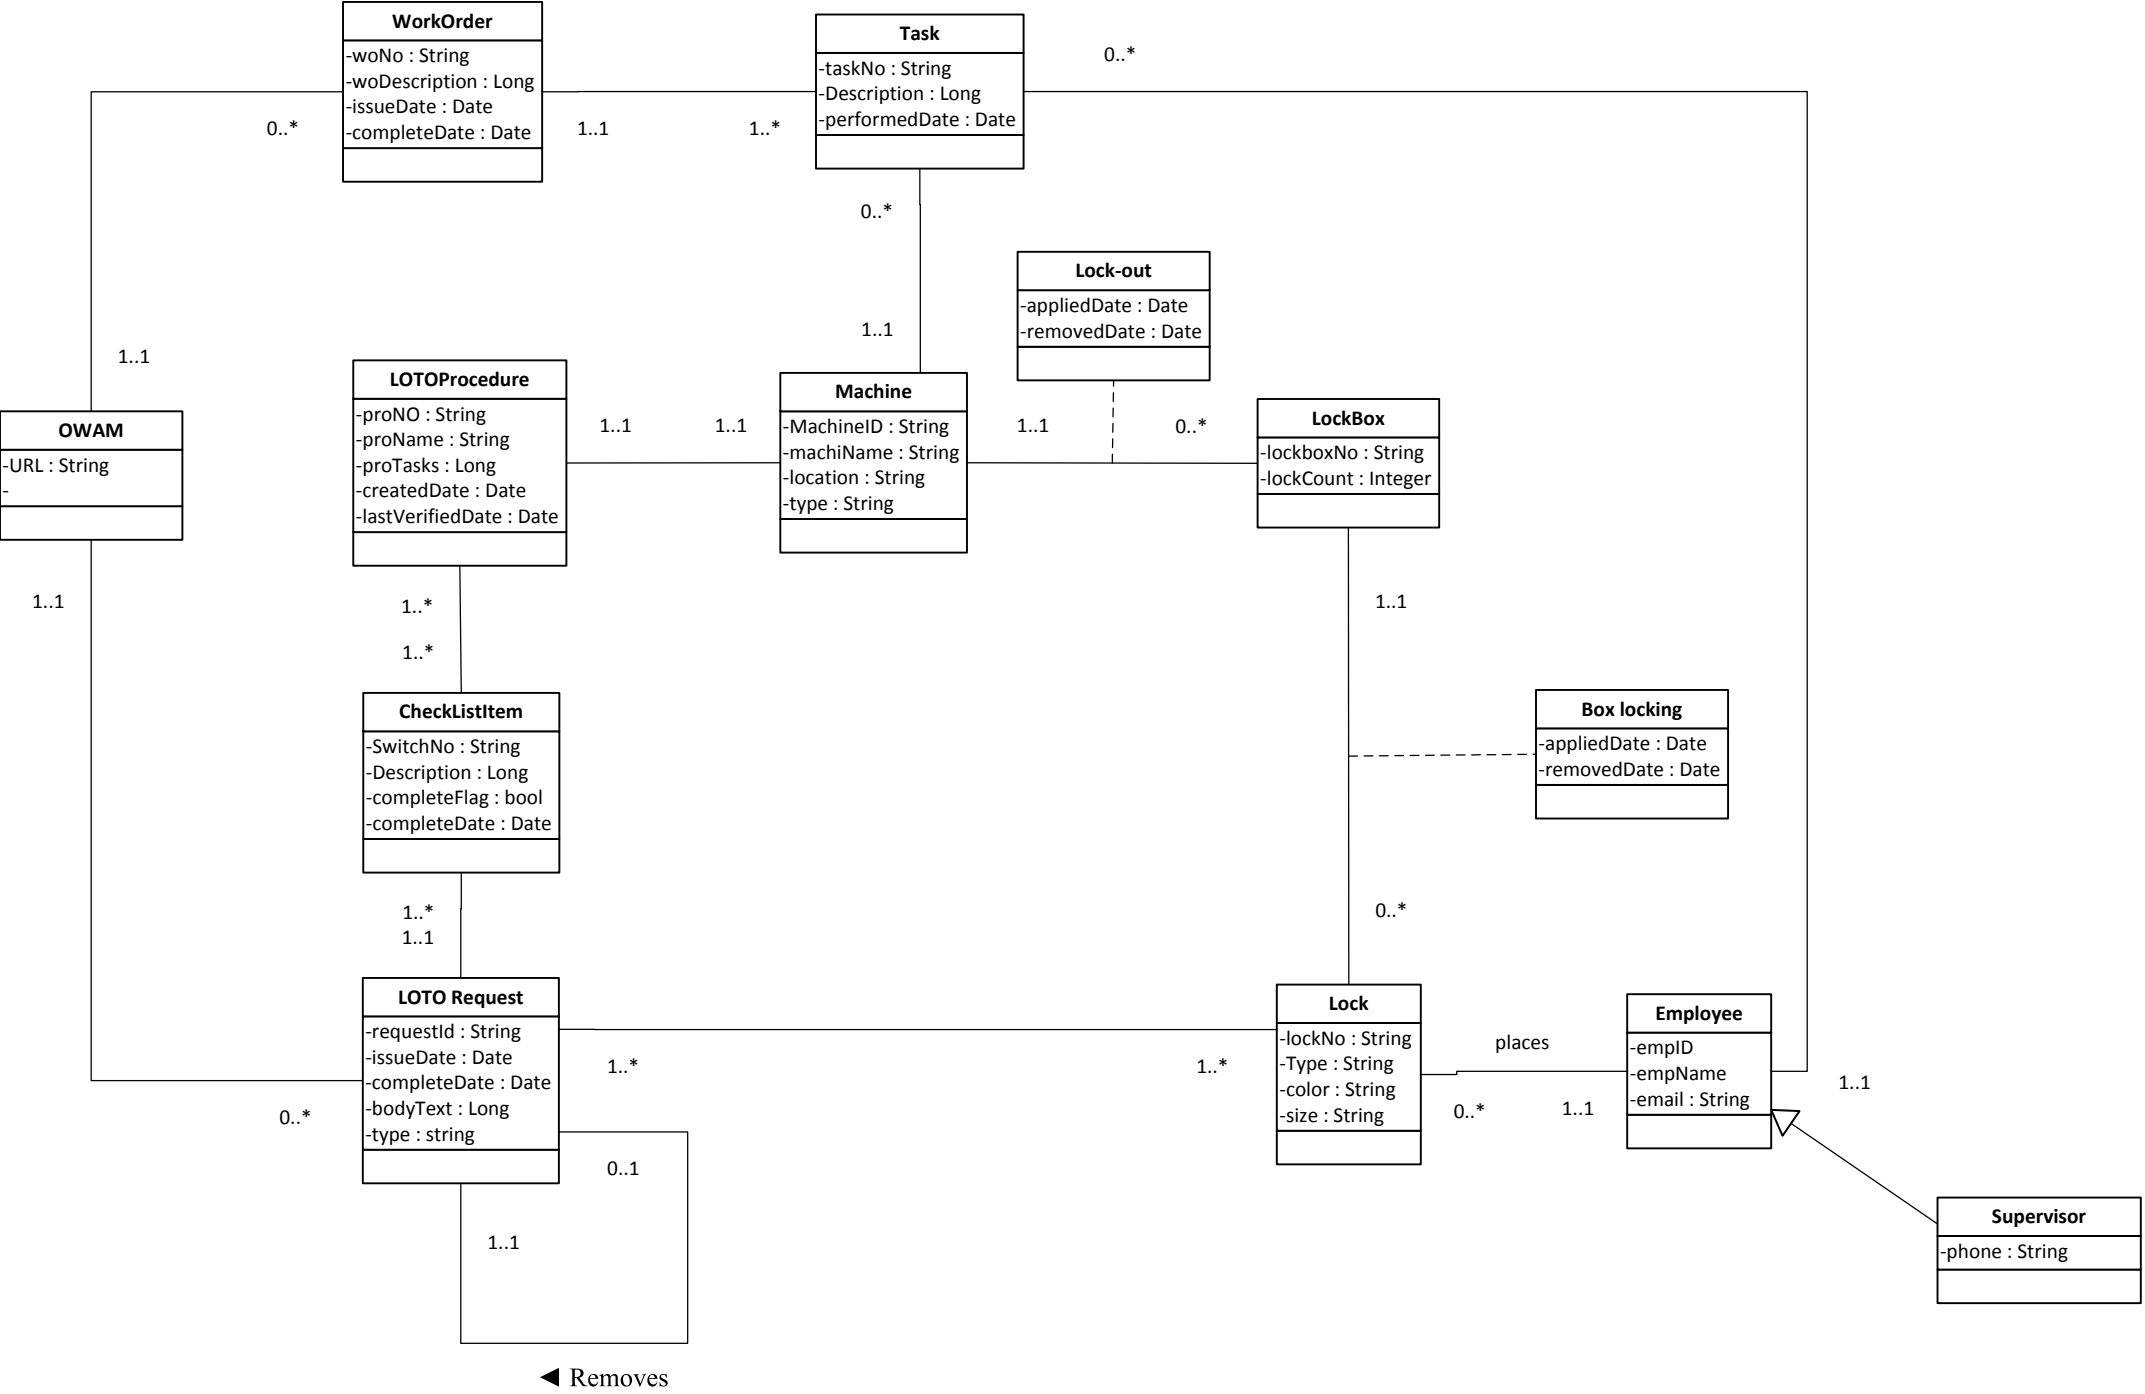 WorkOrder
-woNo : String
-woDescription : Long
-issueDate : Date
-completeDate : Date
Task
-taskNo : String
-Description : Long
-performedDate : Date
0..*
0..*
1..1
1..*
0..*
Lock-out
-appliedDate : Date
-removedDate : Date
1..1
1..1
LOTOProcedure
-proNO : String
-proName : String
-proTasks : Long
-createdDate : Date
-lastVerifiedDate : Date
1..1
1..1
Machine
-MachineID : String
-machiName : String
-location : String
-type : String
1..1
0..*
LockBox
-lockboxNo : String
-lockCount : Integer
OWAM
-URL : String
-
1..1
1..*
1..1
1..*
CheckListItem
-SwitchNo : String
-Description : Long
-completeFlag : bool
-completeDate : Date
Box locking
-appliedDate : Date
-removedDate : Date
1..*
1..1
0..*
LOTO Request
-requestId : String
-issueDate : Date
-completeDate : Date
-bodyText : Long
-type : string
1..*
1..*
0..*
Lock
-lockNo : String
-Type : String
-color : String
-size : String
places
0..*
1..1
Employee
-empID
-empName
-email : String
1..1
0..1
1..1
Supervisor
-phone : String
◄ Removes